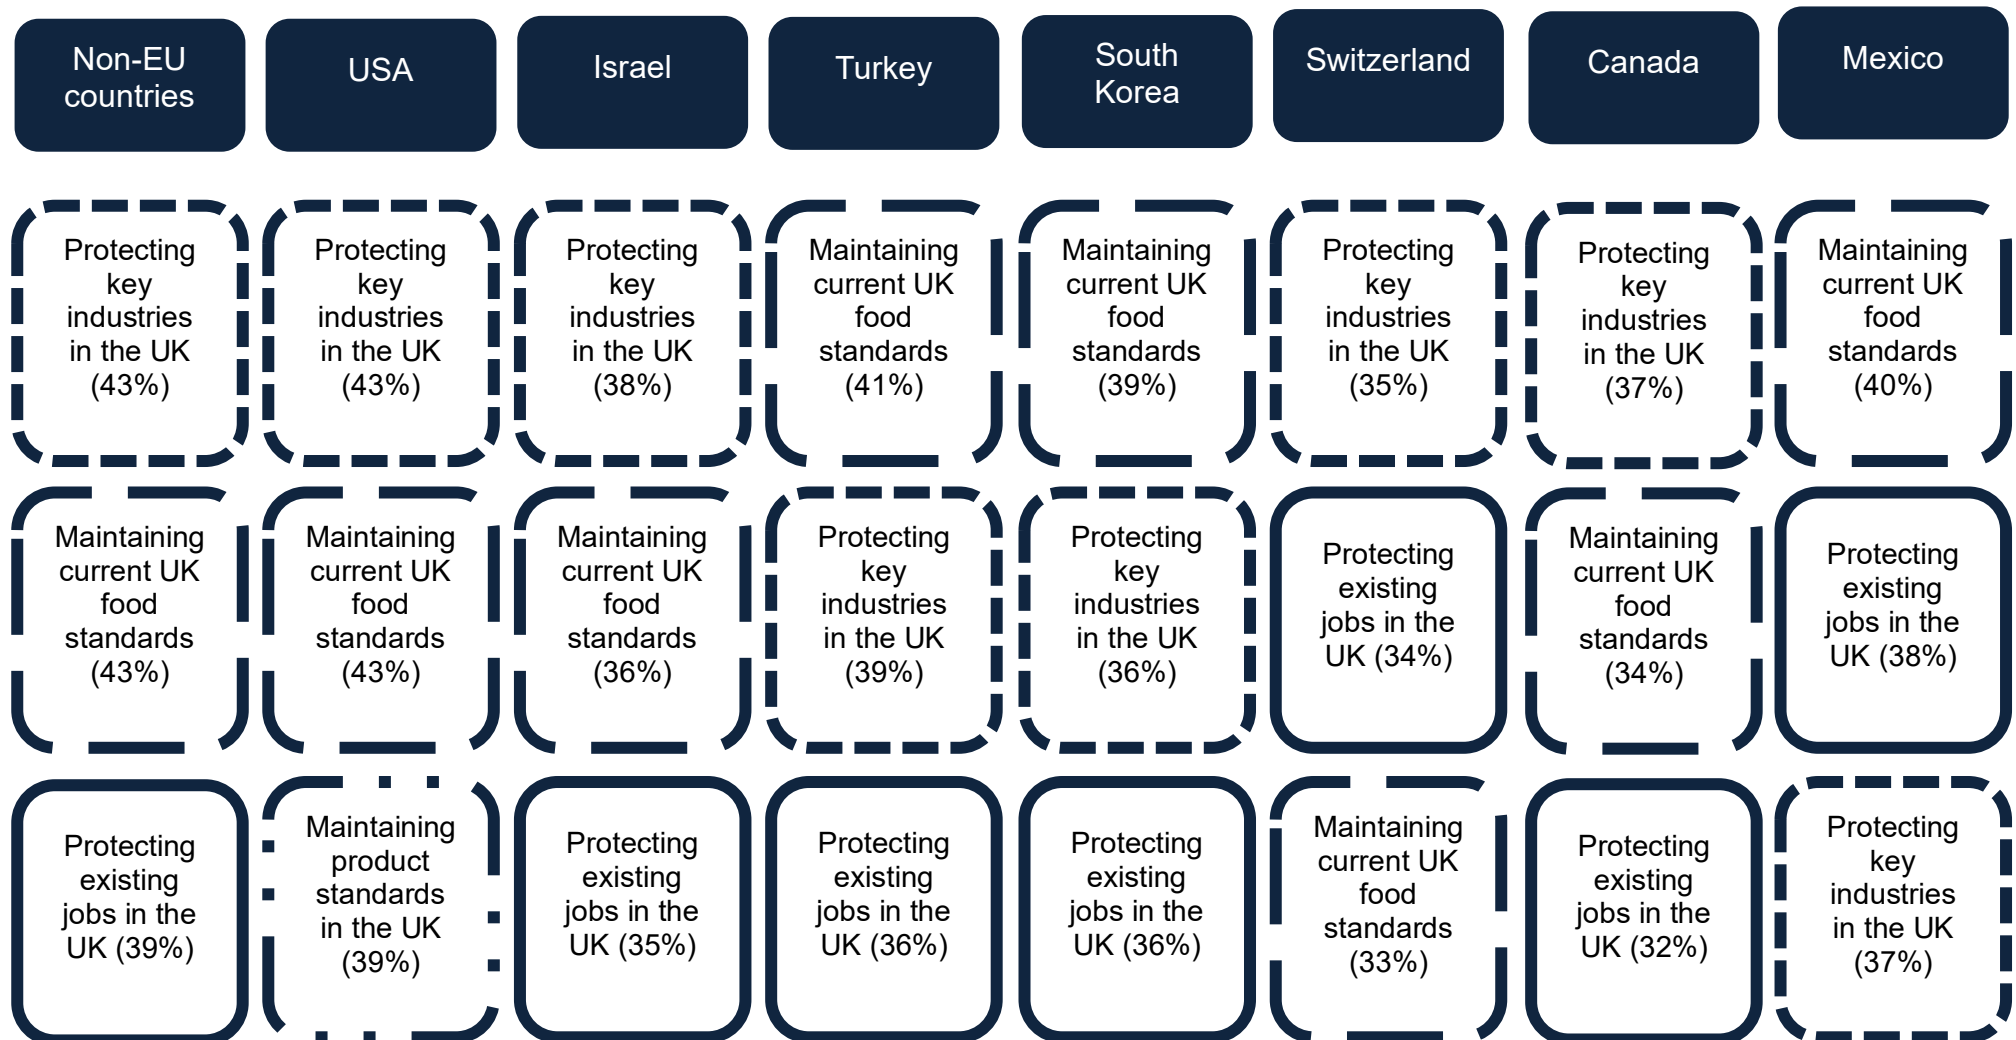 Non-EU
countries
USA
Israel
Turkey
South
Korea
Switzerland
Canada
Mexico
Protecting
key
industries
in the UK
(43%)
Protecting
key
industries
in the UK
(43%)
Protecting
key
industries
in the UK
(38%)
Maintaining
current UK
food
standards
(41%)
Maintaining
current UK
food
standards
(39%)
Protecting
key
industries
in the UK
(35%)
Protecting
key
industries
in the UK
(37%)
Maintaining
current UK
food
standards
(40%)
Maintaining
current UK
food
standards
(43%)
Maintaining
current UK
food
standards
(43%)
Maintaining
current UK
food
standards
(36%)
Protecting
key
industries
in the UK
(39%)
Protecting
key
industries
in the UK
(36%)
Protecting
existing
jobs in the
UK (34%)
Maintaining
current UK
food
standards
(34%)
Protecting
existing
jobs in the
UK (38%)
Protecting
existing
jobs in the
UK (39%)
Maintaining
product
standards
in the UK
(39%)
Protecting
existing
jobs in the
UK (35%)
Protecting
existing
jobs in the
UK (36%)
Protecting
existing
jobs in the
UK (36%)
Maintaining
current UK
food
standards
(33%)
Protecting
existing
jobs in the
UK (32%)
Protecting
key
industries
in the UK
(37%)